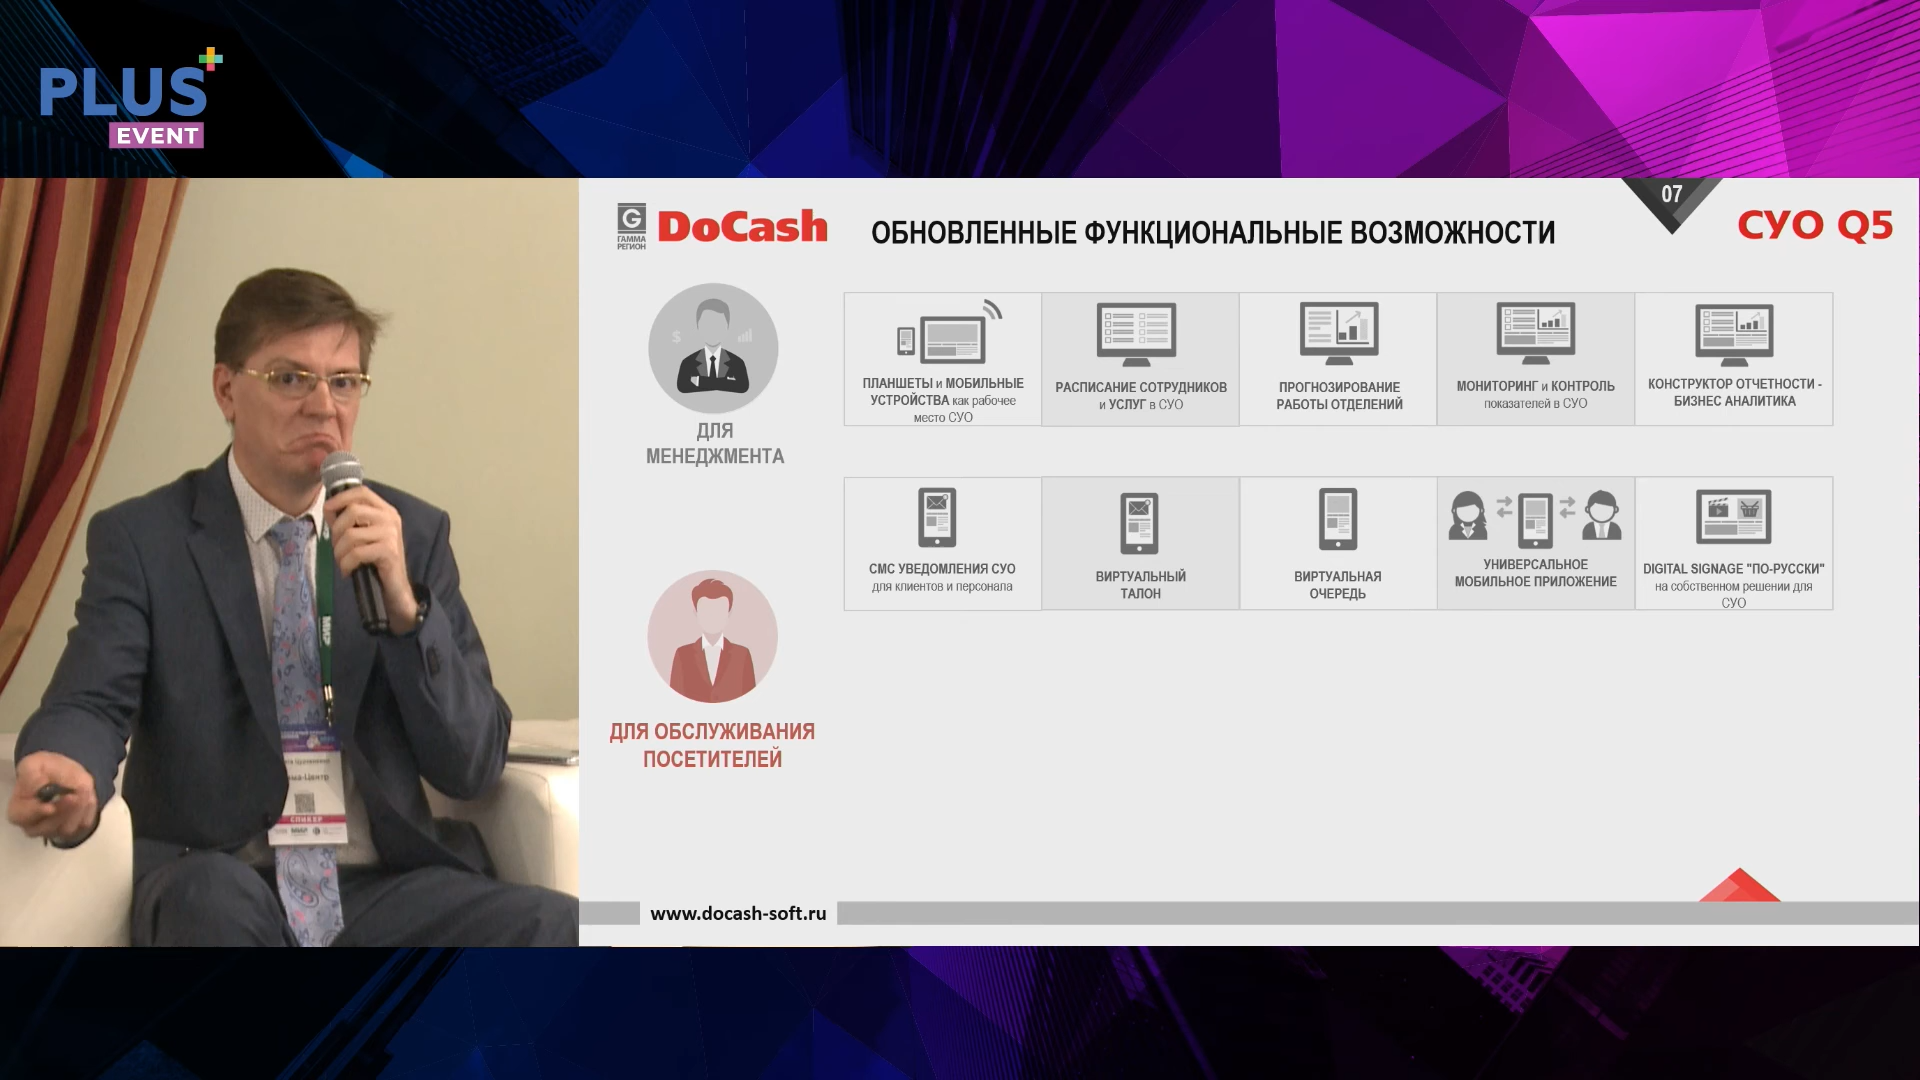 PLUS
EVENT
G
ГАММА
РЕГИОН
DoCash
ОБНОВЛЕННЫЕ ФУНКЦИОНАЛЬНЫЕ ВОЗМОЖНОСТИ
07
СУО Q5
ДЛЯ
МЕНЕДЖМЕНТА
ПЛАНШЕТЫ и МОБИЛЬНЫЕ
УСТРОЙСТВА как рабочее
место СУО
РАСПИСАНИЕ СОТРУДНИКОВ
и УСЛУГ в СУО
ПРОГНОЗИРОВАНИЕ
РАБОТЫ ОТДЕЛЕНИЙ
МОНИТОРИНГ и КОНТРОЛЬ
показателей в СУО
КОНСТРУКТОР ОТЧЕТНОСТИ -
БИЗНЕС АНАЛИТИКА
СМС УВЕДОМЛЕНИЯ СУО
для клиентов и персонала
ВИРТУАЛЬНЫЙ
ТАЛОН
ВИРТУАЛЬНАЯ
ОЧЕРЕДЬ
УНИВЕРСАЛЬНОЕ
МОБИЛЬНОЕ ПРИЛОЖЕНИЕ
DIGITAL SIGNAGE "ПО-РУССКИ"
на собственном решении для
СУО
ДЛЯ ОБСЛУЖИВАНИЯ
ПОСЕТИТЕЛЕЙ
www.docash-soft.ru
МИР
СПИКЕР